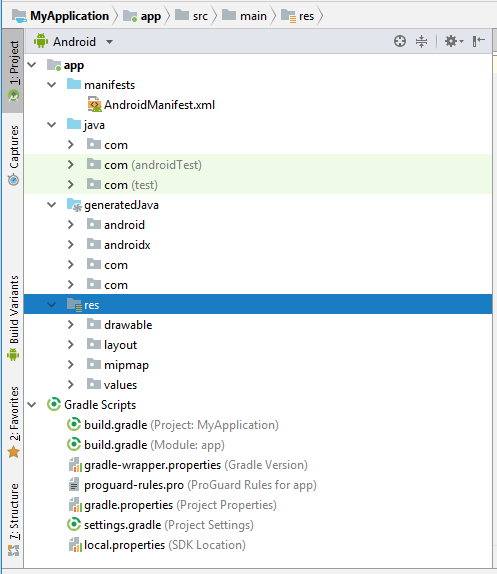 MyApplication app src main res
Android
1: Project
Captures
Build Variants
2: Favorites
7: Structure
app
manifests
AndroidManifest.xml
java
com
com (androidTest)
com (test)
generatedJava
android
androidx
com
com
res
drawable
layout
mipmap
values
Gradle Scripts
build.gradle (Project: MyApplication)
build.gradle (Module: app)
gradle-wrapper.properties (Gradle Version)
proguard-rules.pro (ProGuard Rules for app)
gradle.properties (Project Properties)
settings.gradle (Project Settings)
local.properties (SDK Location)